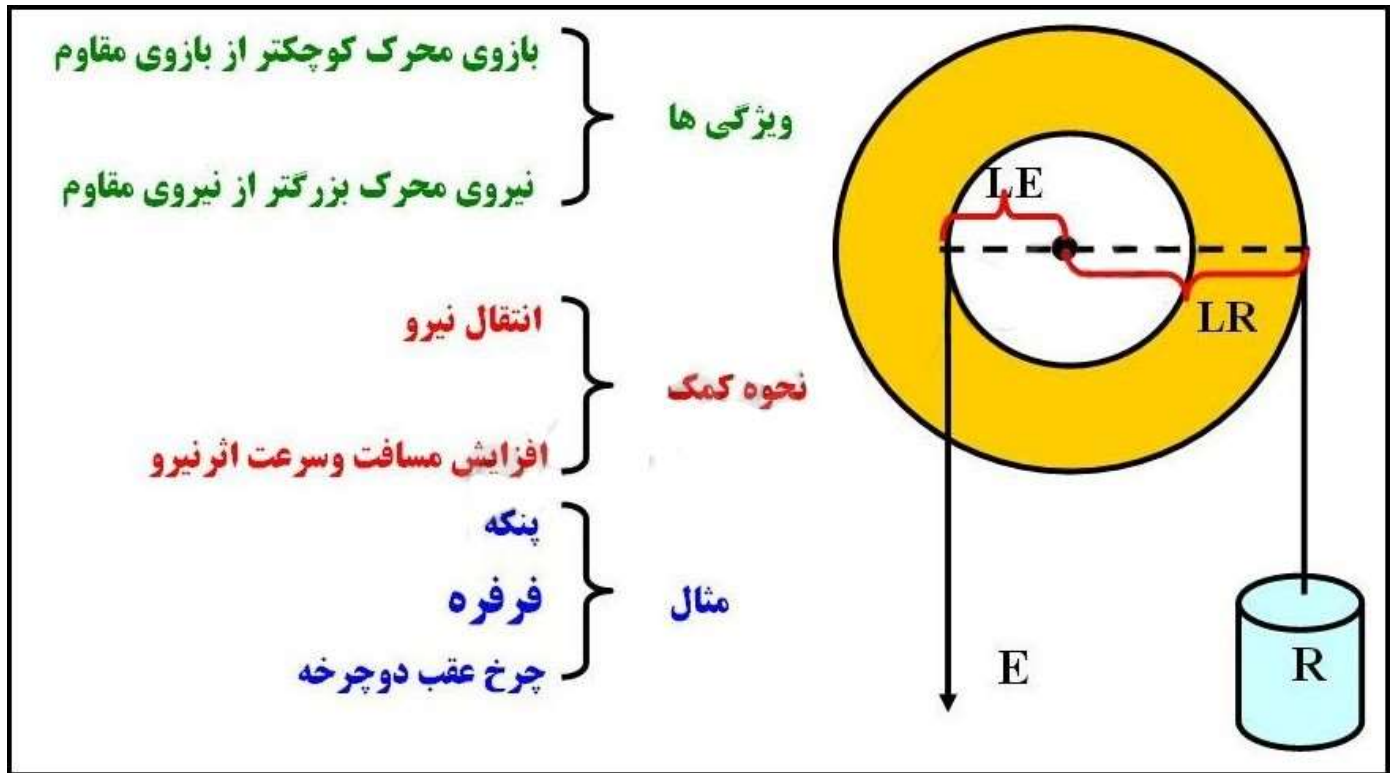 ویژگی ها
بازوی محرک کوچکتر از بازوی مقاوم
نیروی محرک بزرگتر از نیروی مقاوم
نحوه کمک
انتقال نیرو
افزایش مسافت وسرعت اثرنیرو
مثال
پنکه
فرفره
چرخ عقب دوچرخه
LE
LR
E
R